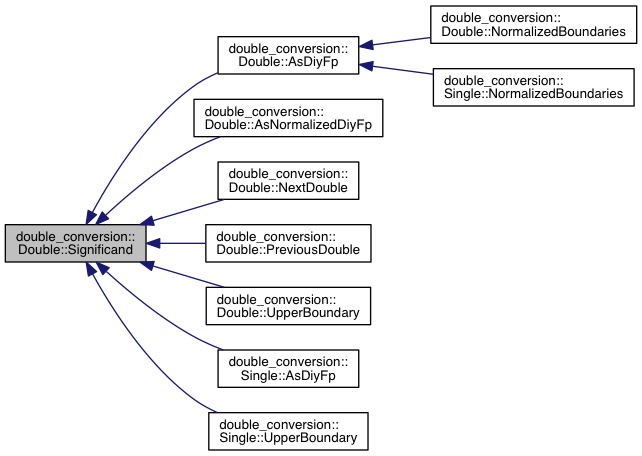 double_conversion::
Double::Significand
double_conversion::
Double::AsDiyFp
double_conversion::
Double::NormalizedBoundaries
double_conversion::
Single::NormalizedBoundaries
double_conversion::
Double::AsNormalizedDiyFp
double_conversion::
Double::NextDouble
double_conversion::
Double::PreviousDouble
double_conversion::
Double::UpperBoundary
double_conversion::
Single::AsDiyFp
double_conversion::
Single::UpperBoundary